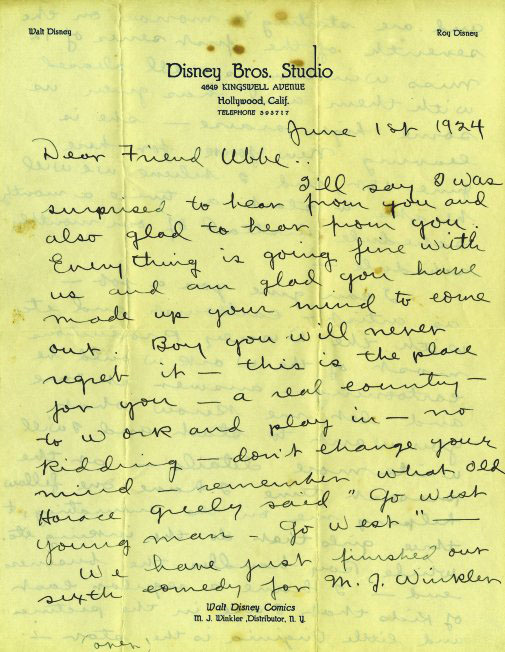 Walt Disney
Roy Disney
Disney Bros. Studio
4649 KINGSWELL AVENUE
Hollywood, Calif.
TELEPHONE 595717
June 1st 1924
Dear Friend Ubbe..
I'll say I was
surprised to hear from you and
also glad to hear from you.
Everything is going fine with
us and am glad you have
made up your mind to come
out. Boy you will never
regret it — this is the place
for you — a real country —
to work and play in — no
kidding — don't change your
mind — remember what old
Horace greely said "Go west
young man - Go west" —
We have just finished out
sixth comedy for M. J. Winkler
Walt Disney Comics
M. J. Winkler, Distributor, N. Y.
over